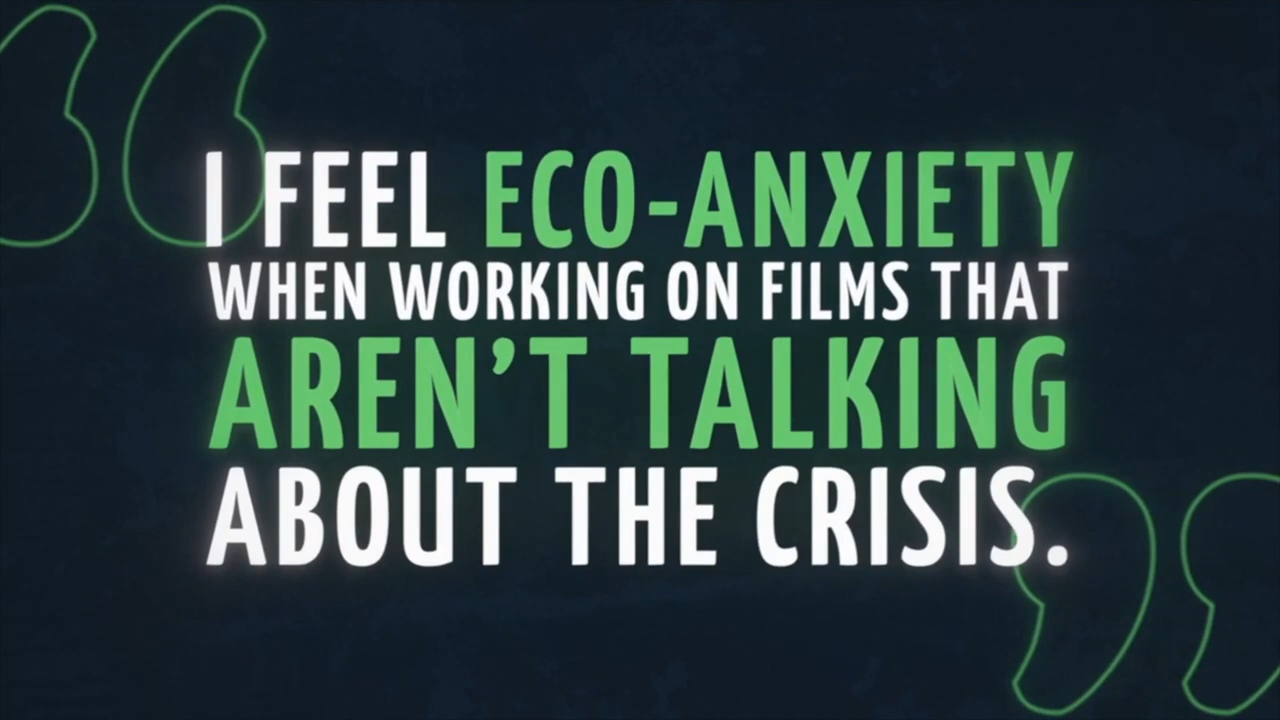 I FEEL ECO-ANXIETY
WHEN WORKING ON FILMS THAT
AREN'T TALKING
ABOUT THE CRISIS.